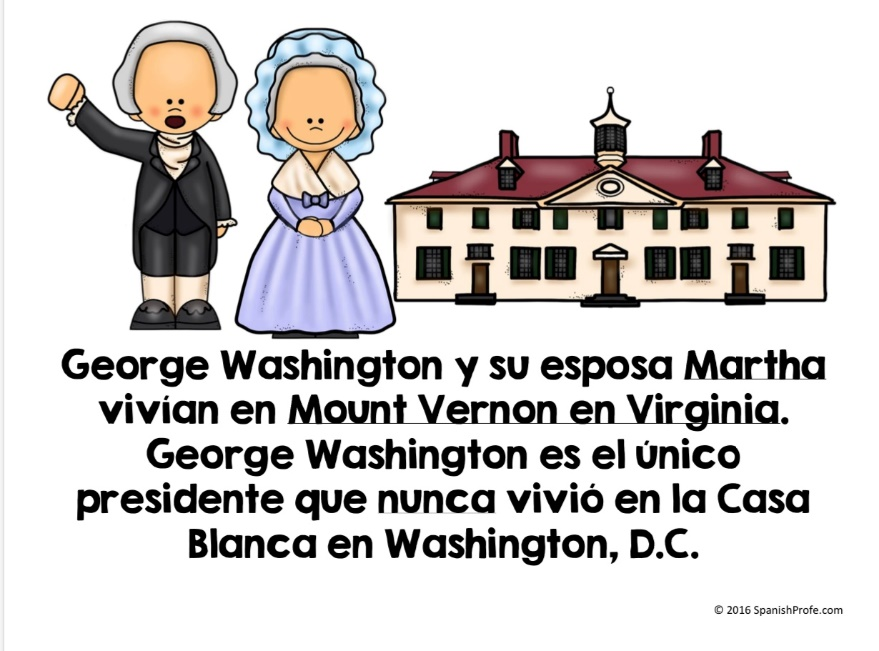 George Washington y su esposa Martha
vivían en Mount Vernon en Virginia.
George Washington es el único
presidente que nunca vivió en la Casa
Blanca en Washington, D.C.
© 2016 SpanishProfe.com